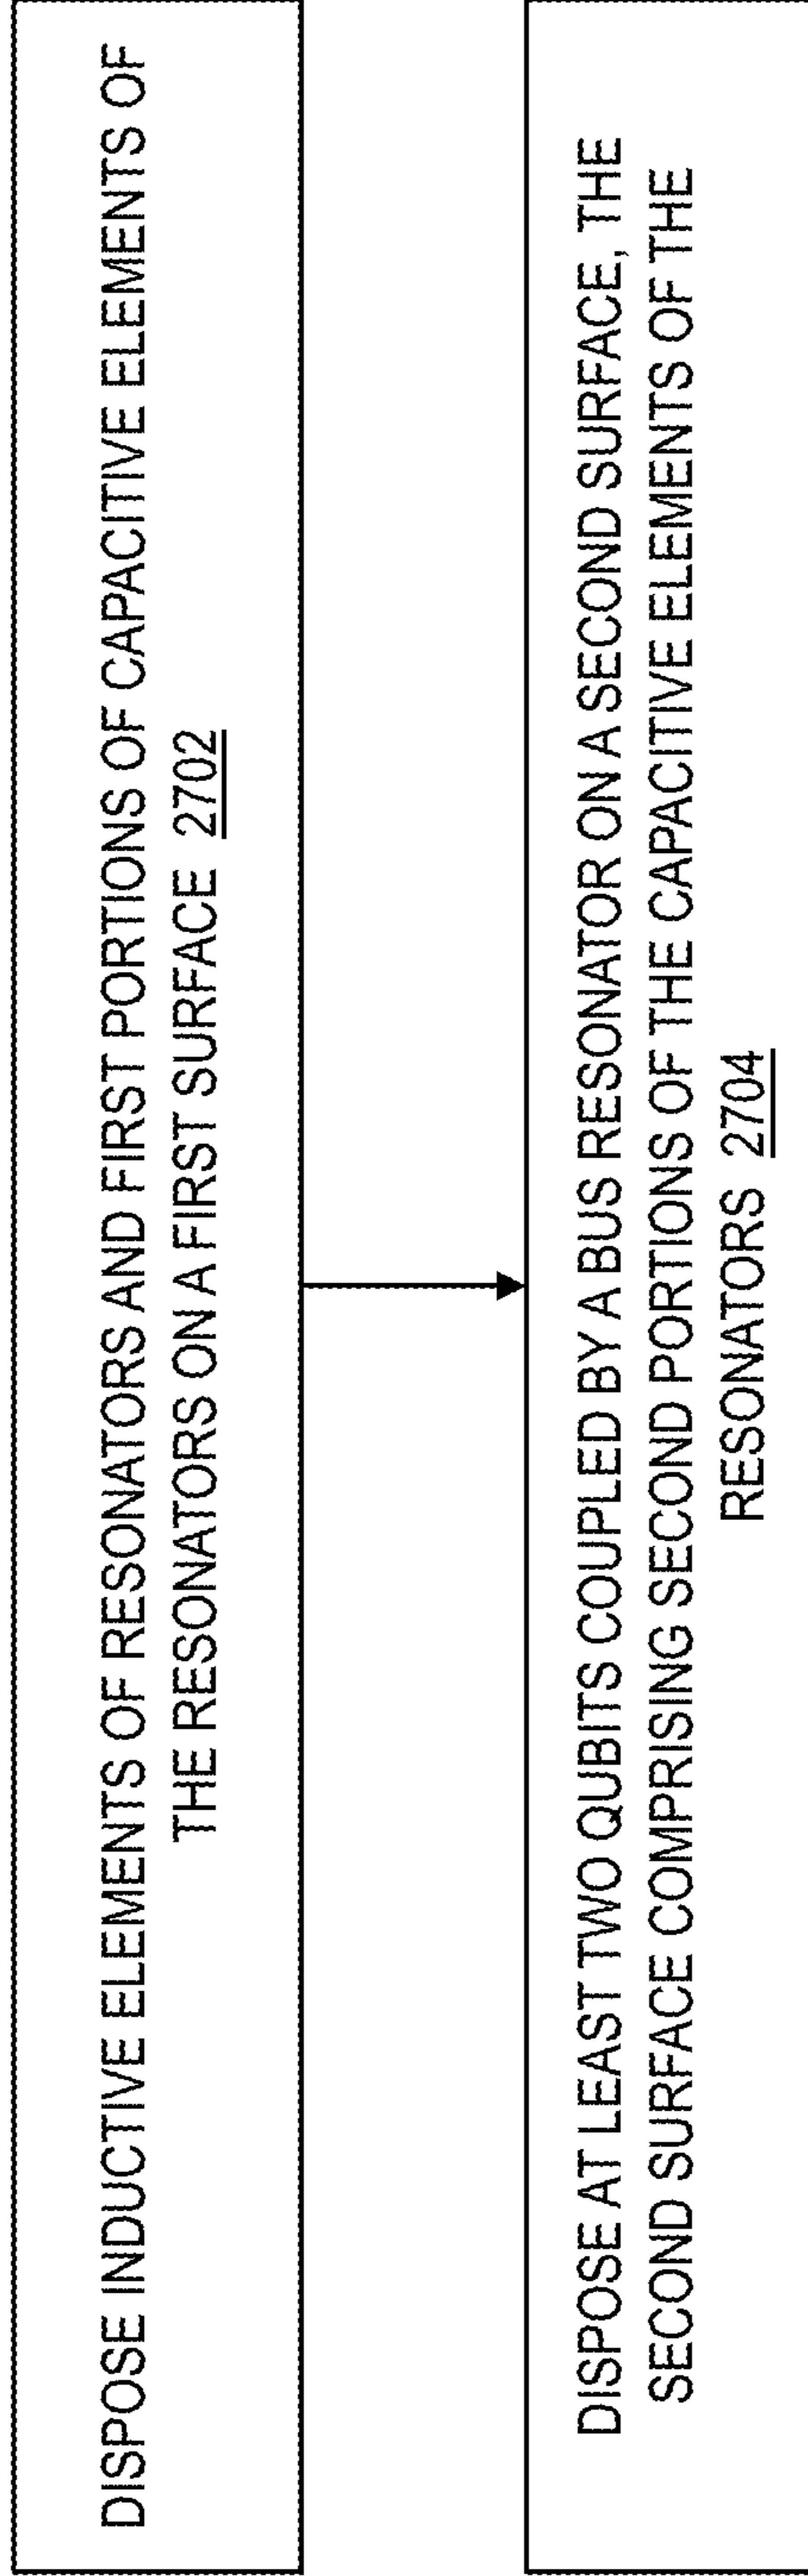 DISPOSE INDUCTIVE ELEMENTS OF RESONATORS AND FIRST PORTIONS OF CAPACITIVE ELEMENTS OF
THE RESONATORS ON A FIRST SURFACE 2702
DISPOSE AT LEAST TWO QUBITS COUPLED BY A BUS RESONATOR ON A SECOND SURFACE, THE
SECOND SURFACE COMPRISING SECOND PORTIONS OF THE CAPACITIVE ELEMENTS OF THE
RESONATORS 2704